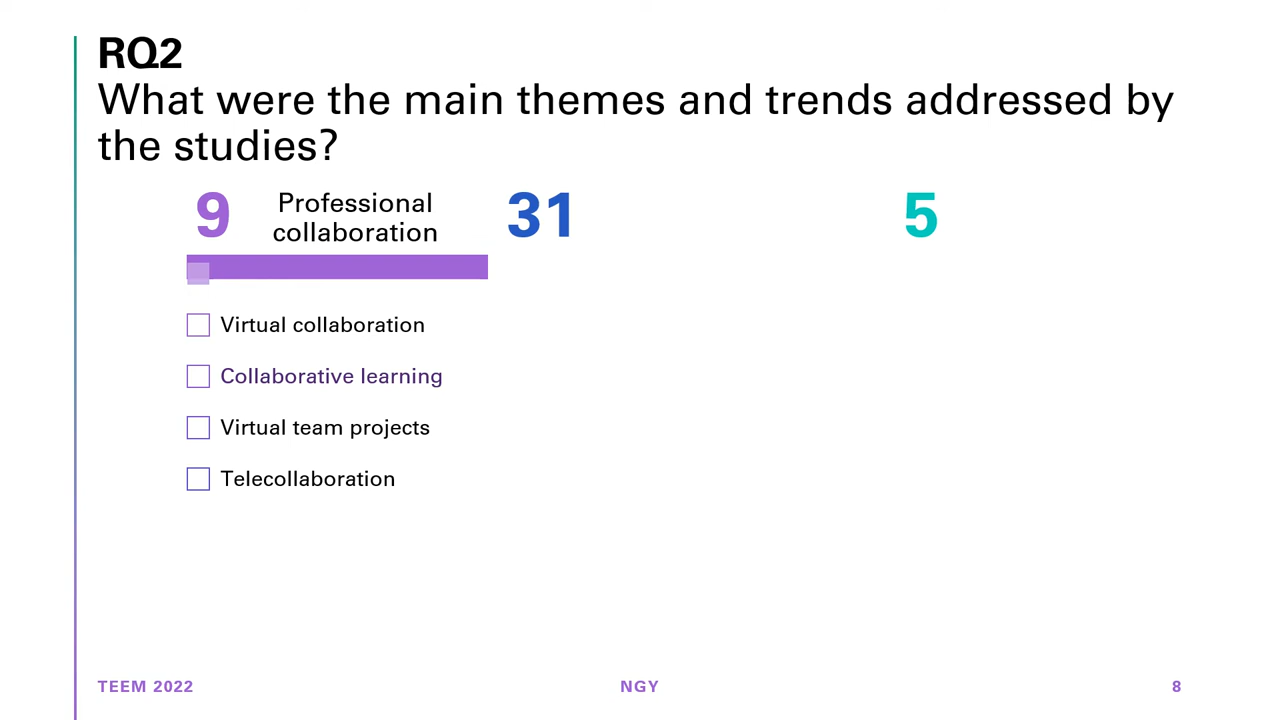 RQ2
What were the main themes and trends addressed by
the studies?
9
Professional
collaboration
31
5
Virtual collaboration
Collaborative learning
Virtual team projects
Telecollaboration
TEEM 2022
NGY
8